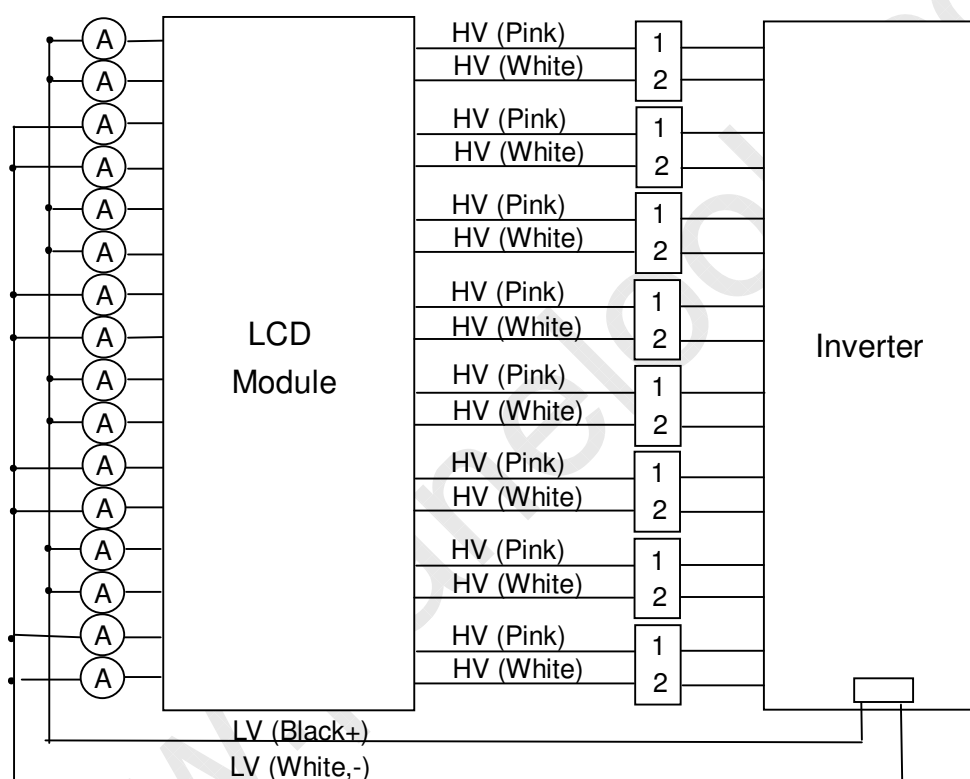 A HV (Pink) 1
A HV (White) 2
A HV (Pink) 1
A HV (White) 2
A HV (Pink) 1
A HV (White) 2
A HV (Pink) 1
A HV (White) 2
LCD
Module
Inverter
A HV (Pink) 1
A HV (White) 2
A HV (Pink) 1
A HV (White) 2
A HV (Pink) 1
A HV (White) 2
A HV (Pink) 1
A HV (White) 2
LV (Black+)
LV (White,-)